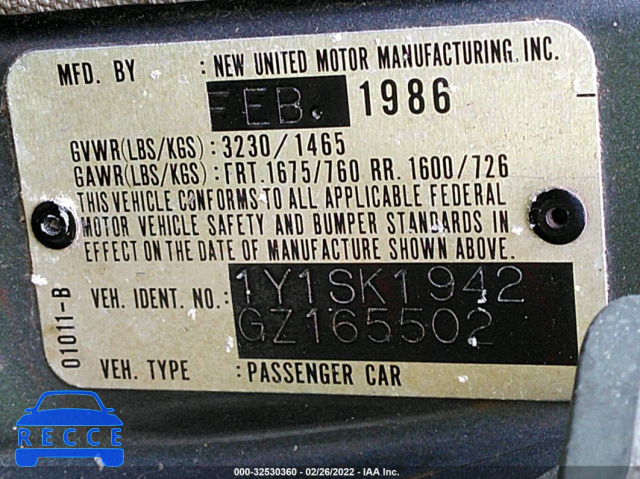 MFD. BY : NEW UNITED MOTOR MANUFACTURING, INC.
FEB. 1986
GVWR(LBS/KGS) : 3230/1465
GAWR(LBS/KGS) : FRT. 1675/760 RR. 1600/726
THIS VEHICLE CONFORMS TO ALL APPLICABLE FEDERAL
MOTOR VEHICLE SAFETY AND BUMPER STANDARDS IN
EFFECT ON THE DATE OF MANUFACTURE SHOWN ABOVE.
VEH. IDENT. NO.: 1Y1SK1942
GZ165502
VEH. TYPE : PASSENGER CAR
01011-B
RECCE
000-32530360 - 02/26/2022 - IAA Inc.